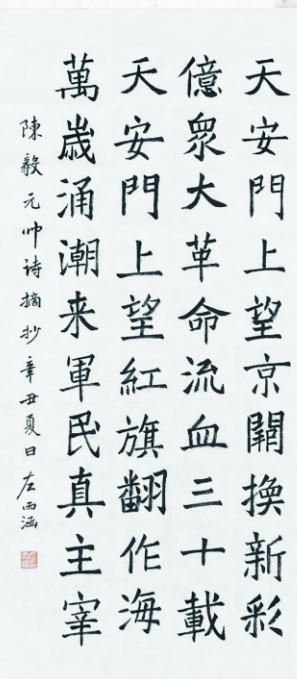 天安門上望京闕換新彩
億衆大革命流血三十載
天安門上望紅旗翻作海
萬歲涌潮来軍民真主宰
陳毅元帅诗摘抄辛丑夏日左雨涵